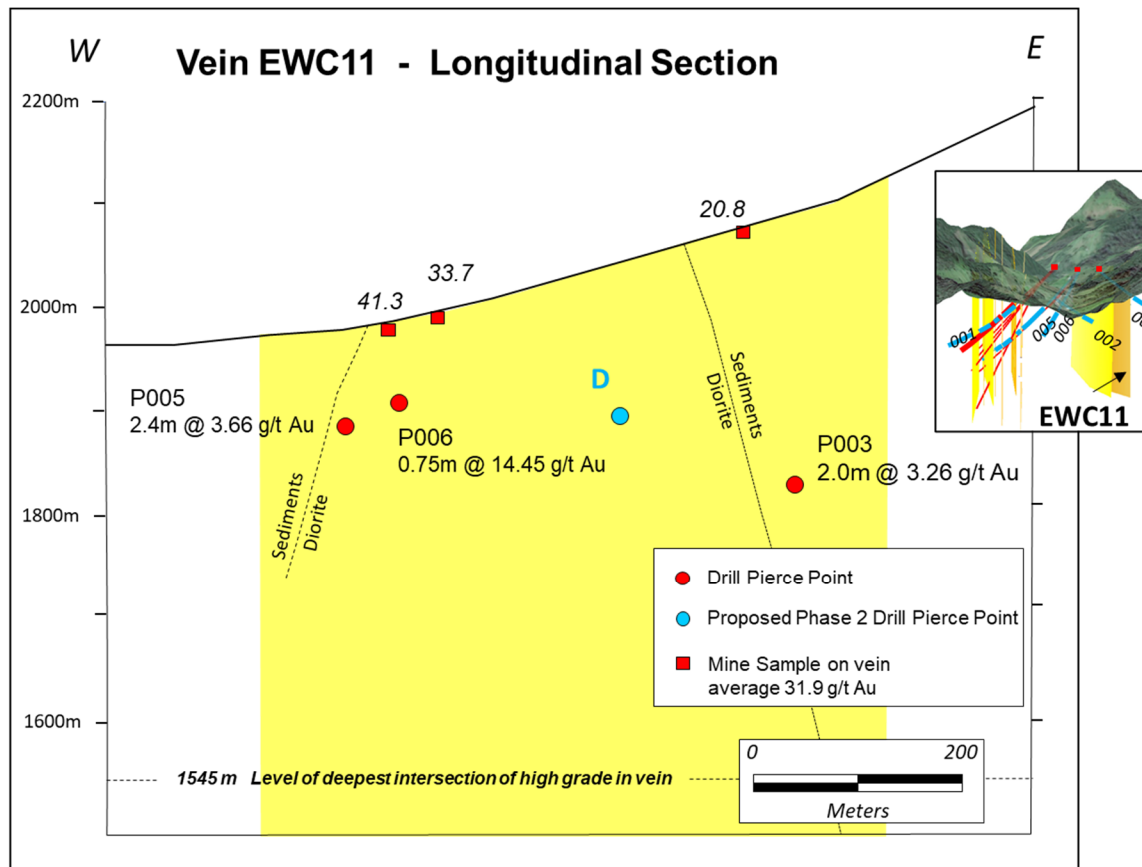 W
Vein EWC11 - Longitudinal Section
E
2200m
2000m
1800m
1600m
41.3
33.7
20.8
P005
2.4m @ 3.66 g/t Au
P006
0.75m @ 14.45 g/t Au
D
P003
2.0m @ 3.26 g/t Au
Sediments
Diorite
Sediments
Diorite
001
005
006
002
EWC11
Drill Pierce Point
Proposed Phase 2 Drill Pierce Point
Mine Sample on vein
average 31.9 g/t Au
1545 m Level of deepest intersection of high grade in vein
0
200
Meters